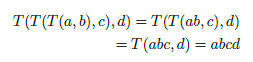 T(T(T(a, b), c), d) = T(T(ab, c), d)
= T(abc, d) = abcd